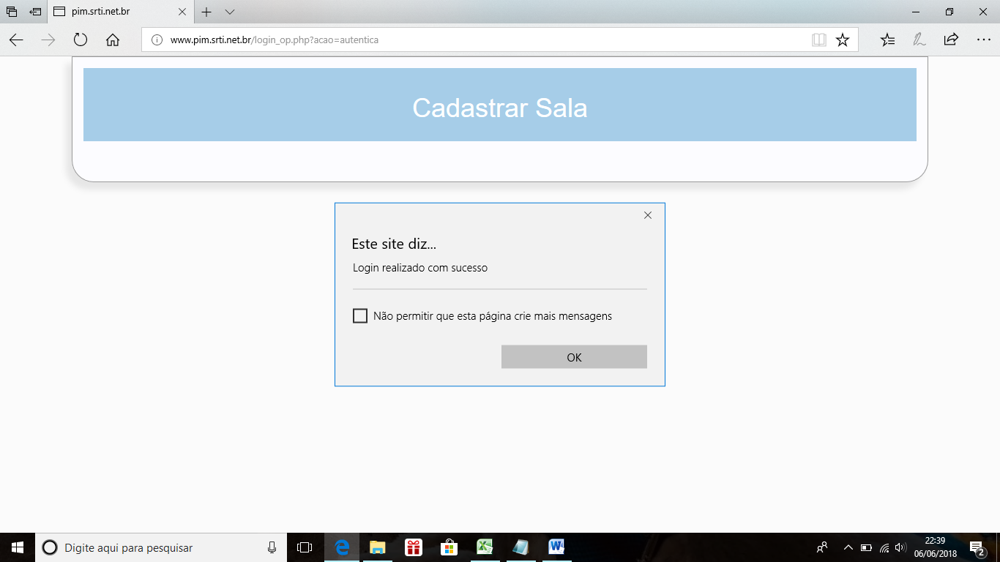 pim.srti.net.br
www.pim.srti.net.br/login_op.php?acao=autentica
Cadastrar Sala
Este site diz...
Login realizado com sucesso
Não permitir que esta página crie mais mensagens
OK
Digite aqui para pesquisar
22:39
06/06/2018
2